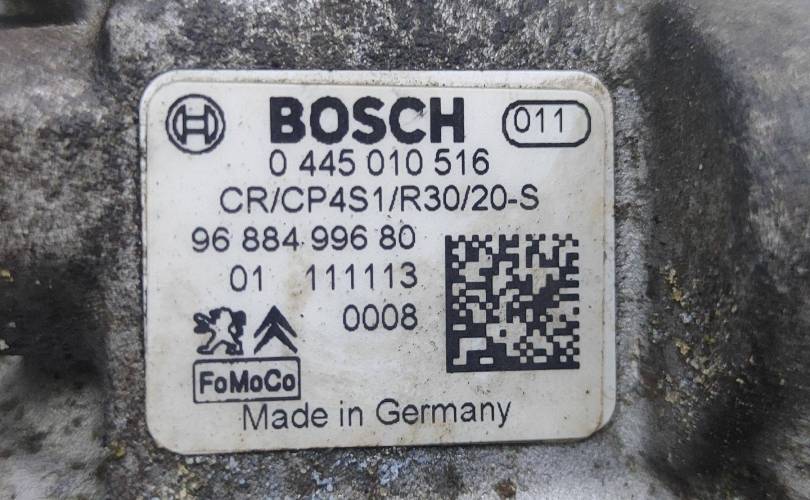 BOSCH 011
0 445 010 516
CR/CP4S1/R30/20-S
96 884 996 80
01 111113
0008
FoMoCo
Made in Germany